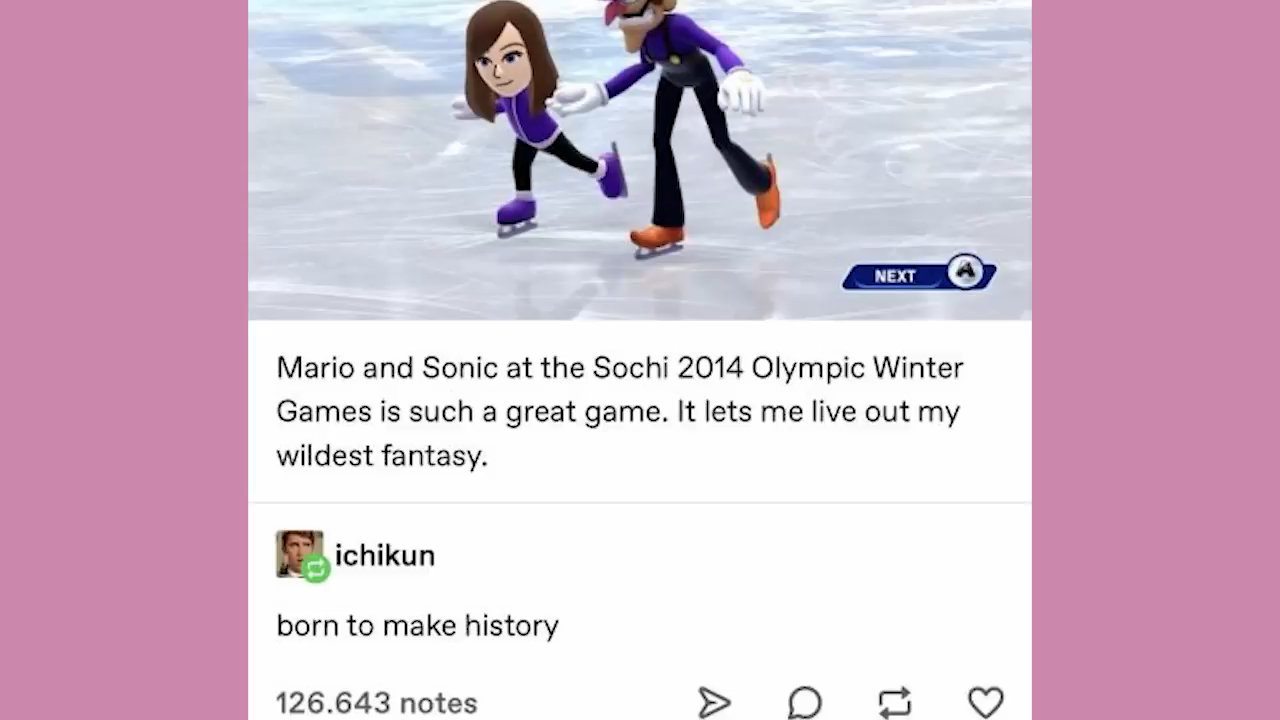 NEXT
A
Mario and Sonic at the Sochi 2014 Olympic Winter
Games is such a great game. It lets me live out my
wildest fantasy.
ichikun
born to make history
126.643 notes